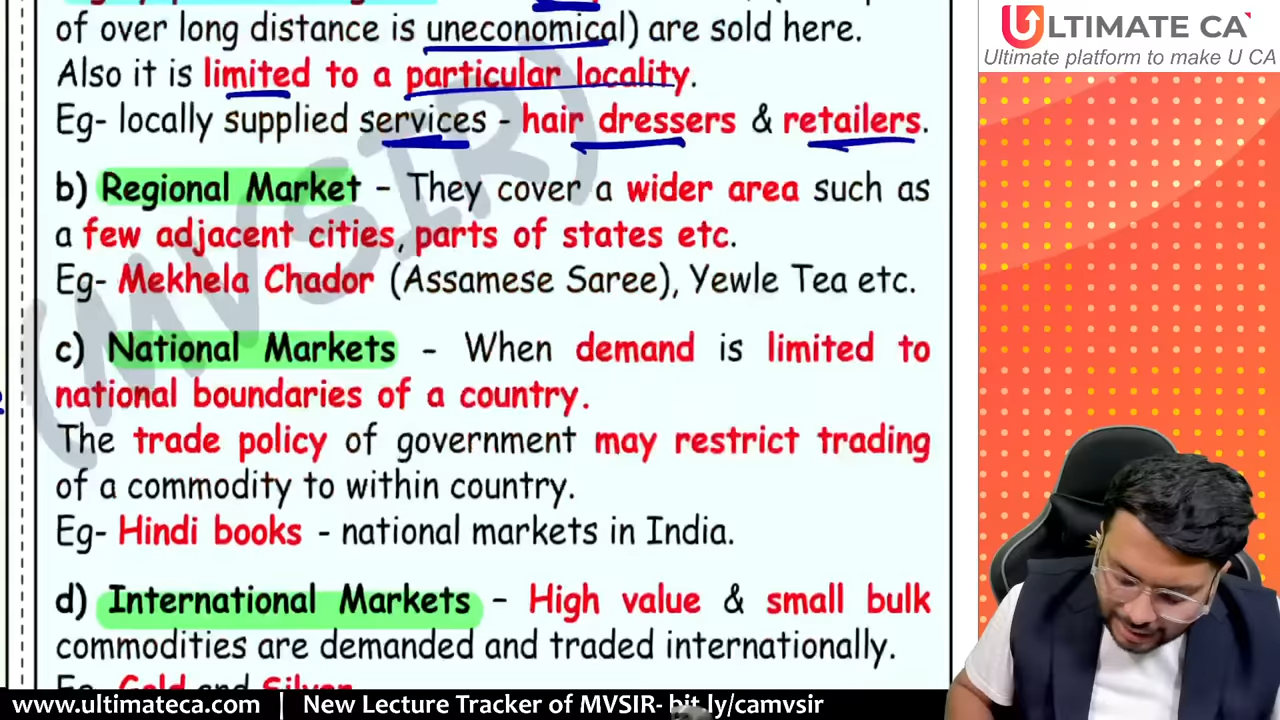 of over long distance is uneconomical) are sold here.
Also it is limited to a particular locality.
Eg- locally supplied services - hair dressers & retailers.
b) Regional Market - They cover a wider area such as
a few adjacent cities, parts of states etc.
Eg- Mekhela Chador (Assamese Saree), Yewle Tea etc.
c) National Markets - When demand is limited to
national boundaries of a country.
The trade policy of government may restrict trading
of a commodity to within country.
Eg- Hindi books - national markets in India.
d) International Markets - High value & small bulk
commodities are demanded and traded internationally.
Eg- Gold and Silver
(MVSIR)
ULTIMATE CA
Ultimate platform to make U CA
www.ultimateca.com | New Lecture Tracker of MVSIR- bit.ly/camvsir